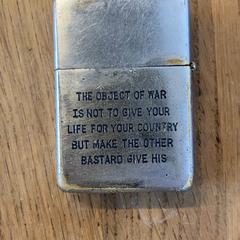 THE OBJECT OF WAR
IS NOT TO GIVE YOUR
LIFE FOR YOUR COUNTRY
BUT MAKE THE OTHER
BASTARD GIVE HIS